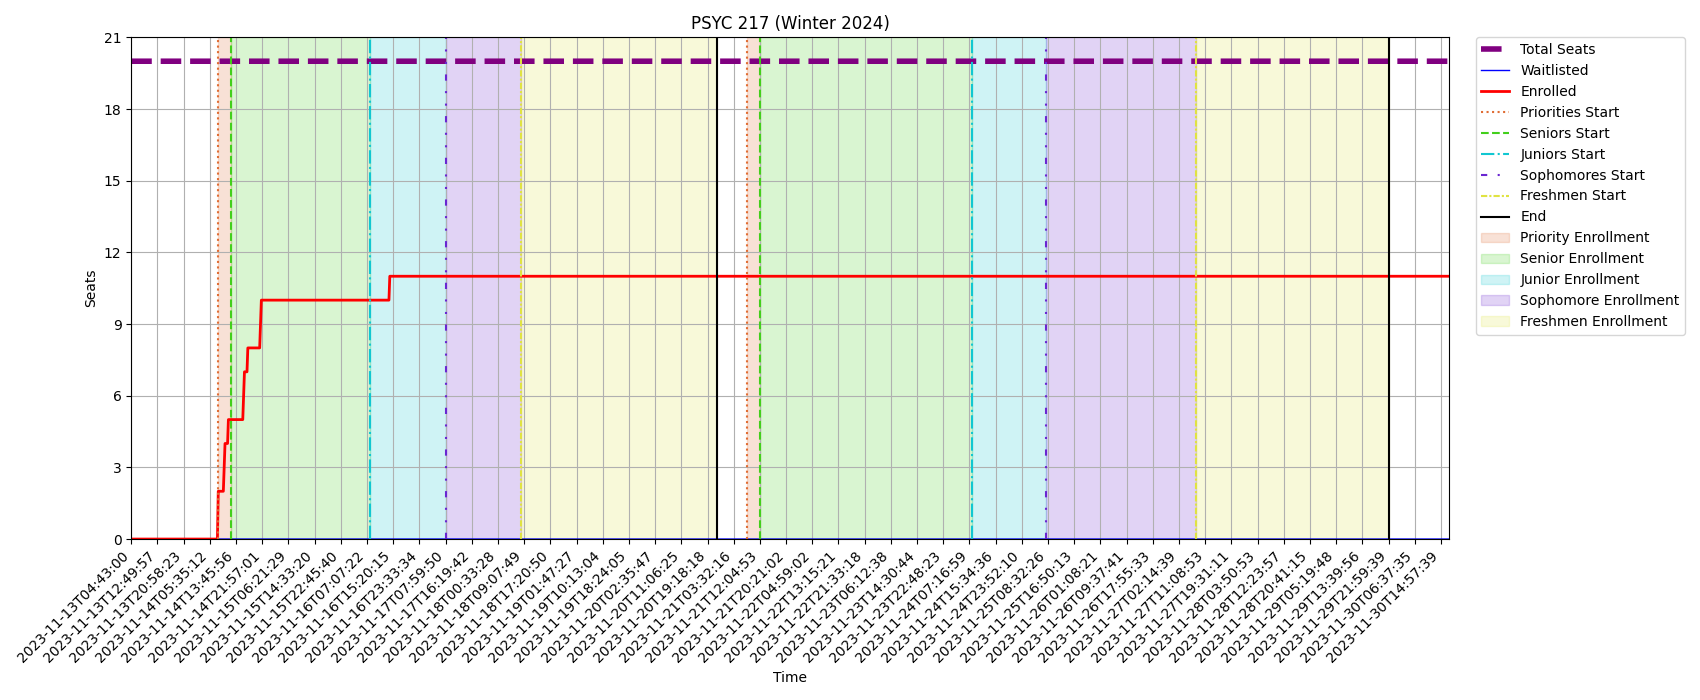 PSYC 217 (Winter 2024)
Seats
21
18
15
12
9
6
3
0
2023-11-13T04:43:00
2023-11-13T12:49:57
2023-11-13T20:58:23
2023-11-14T05:35:12
2023-11-14T13:45:56
2023-11-14T21:57:01
2023-11-15T06:21:29
2023-11-15T14:33:20
2023-11-15T22:45:40
2023-11-16T07:07:22
2023-11-16T15:20:15
2023-11-16T23:33:34
2023-11-17T07:59:50
2023-11-17T16:19:42
2023-11-18T00:33:28
2023-11-18T09:07:49
2023-11-18T17:20:50
2023-11-19T01:47:27
2023-11-19T10:13:04
2023-11-19T18:24:05
2023-11-20T02:35:47
2023-11-20T11:06:25
2023-11-20T19:18:18
2023-11-21T03:32:16
2023-11-21T12:04:53
2023-11-21T20:21:02
2023-11-22T04:59:02
2023-11-22T13:15:21
2023-11-22T21:33:18
2023-11-23T06:12:38
2023-11-23T14:30:44
2023-11-23T22:48:23
2023-11-24T07:16:59
2023-11-24T15:34:36
2023-11-24T23:52:10
2023-11-25T08:32:26
2023-11-25T16:50:13
2023-11-26T01:08:21
2023-11-26T09:37:41
2023-11-26T17:55:33
2023-11-27T02:14:39
2023-11-27T11:08:53
2023-11-27T19:31:11
2023-11-28T03:50:53
2023-11-28T12:23:57
2023-11-28T20:41:15
2023-11-29T05:19:48
2023-11-29T13:39:56
2023-11-29T21:59:39
2023-11-30T06:37:35
2023-11-30T14:57:39
Time
Total Seats
Waitlisted
Enrolled
Priorities Start
Seniors Start
Juniors Start
Sophomores Start
Freshmen Start
End
Priority Enrollment
Senior Enrollment
Junior Enrollment
Sophomore Enrollment
Freshmen Enrollment